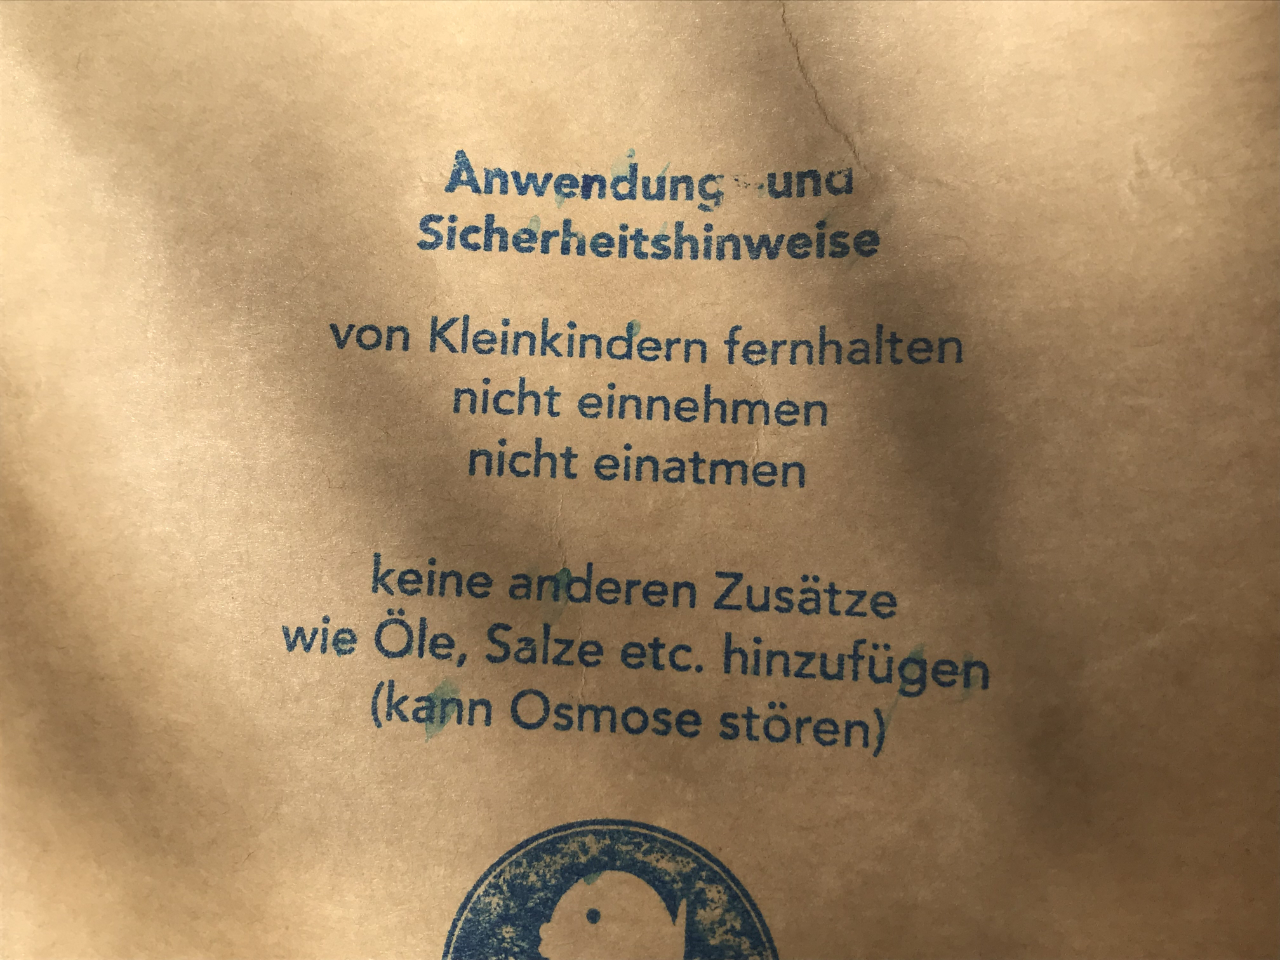 Anwendung - und
Sicherheitshinweise
von Kleinkindern fernhalten
nicht einnehmen
nicht einatmen
keine anderen Zusätze
wie Öle, Salze etc. hinzufügen
(kann Osmose stören)